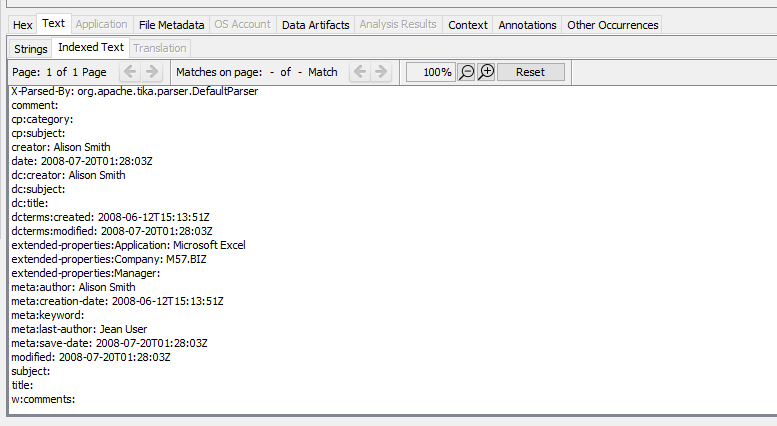 Hex Text Application File Metadata OS Account Data Artifacts Analysis Results Context Annotations Other Occurrences
Strings Indexed Text Translation
Page: 1 of 1 Page Matches on page: - of - Match 100% Reset
X-Parsed-By: org.apache.tika.parser.DefaultParser
comment:
cp:category:
cp:subject:
creator: Alison Smith
date: 2008-07-20T01:28:03Z
dc:creator: Alison Smith
dc:subject:
dc:title:
dcterms:created: 2008-06-12T15:13:51Z
dcterms:modified: 2008-07-20T01:28:03Z
extended-properties:Application: Microsoft Excel
extended-properties:Company: M57.BIZ
extended-properties:Manager:
meta:author: Alison Smith
meta:creation-date: 2008-06-12T15:13:51Z
meta:keyword:
meta:last-author: Jean User
meta:save-date: 2008-07-20T01:28:03Z
modified: 2008-07-20T01:28:03Z
subject:
title:
w:comments: